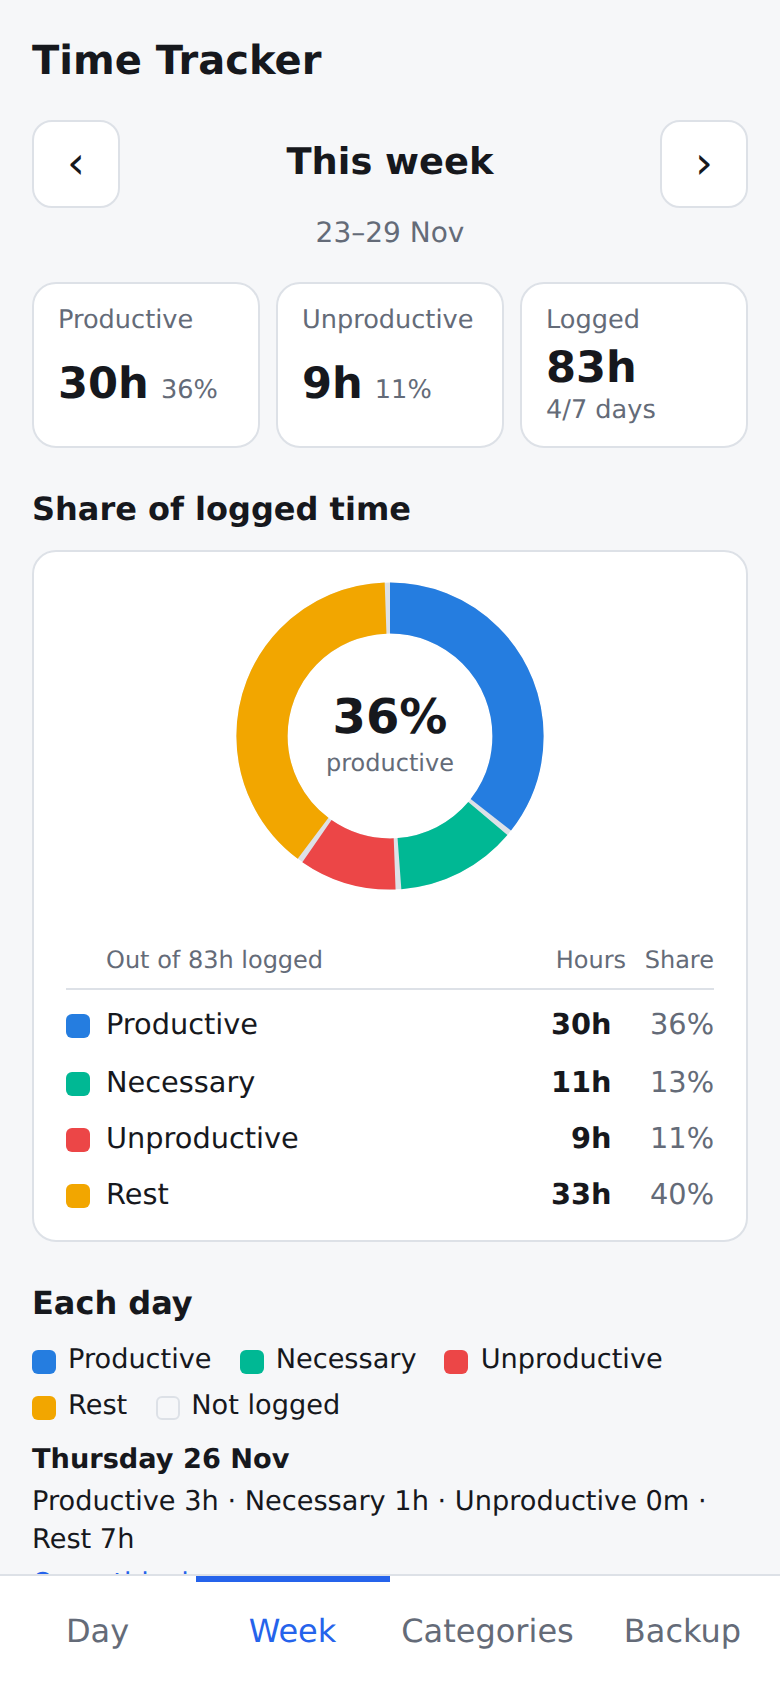 Time Tracker
‹ This week ›
23–29 Nov
Productive Unproductive Logged
30h 36% 9h 11% 83h
4/7 days
Share of logged time
36%
productive
Out of 83h logged Hours Share
Productive 30h 36%
Necessary 11h 13%
Unproductive 9h 11%
Rest 33h 40%
Each day
Productive Necessary Unproductive
Rest Not logged
Thursday 26 Nov
Productive 3h · Necessary 1h · Unproductive 0m ·
Rest 7h
Day Week Categories Backup